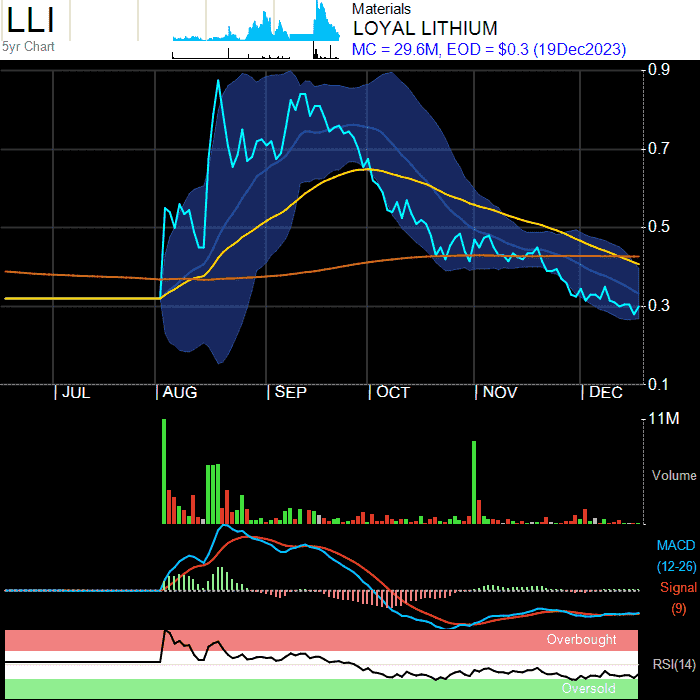 LLI
5yr Chart
Materials
LOYAL LITHIUM
MC = 29.6M, EOD = $0.3 (19Dec2023)
0.9
0.7
0.5
0.3
0.1
JUL AUG SEP OCT NOV DEC
11M
Volume
MACD
(12-26)
Signal
(9)
Overbought
RSI(14)
Oversold